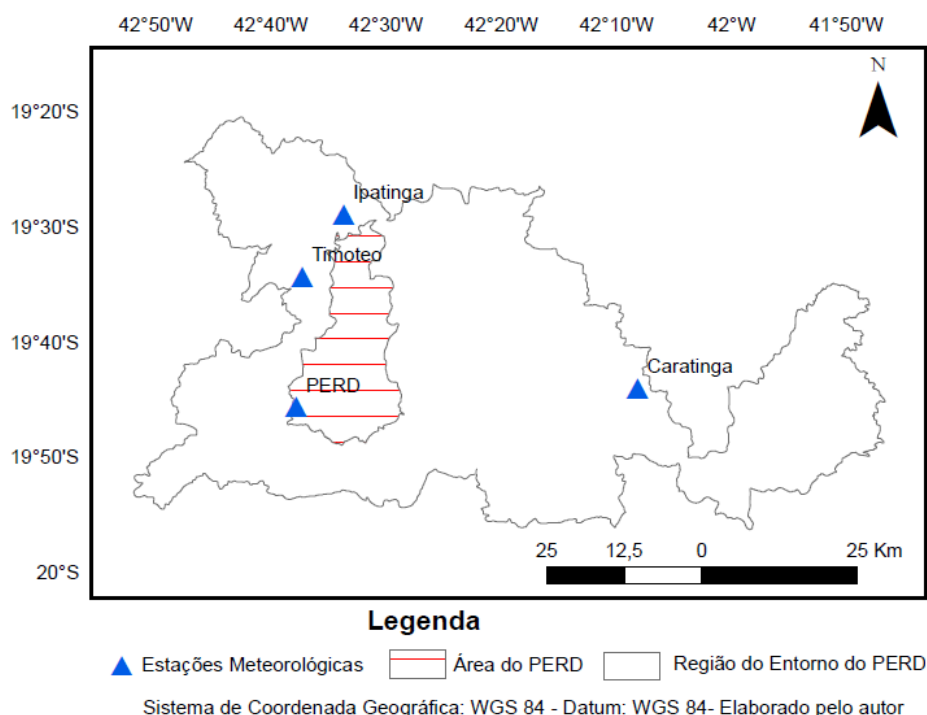 42°50'W 42°40'W 42°30'W 42°20'W 42°10'W 42°W 41°50'W
N
19°20'S
Ipatinga
19°30'S
Timoteo
19°40'S
Caratinga
PERD
19°50'S
25 12,5 0 25 Km
20°S
Legenda
Estações Meteorológicas Área do PERD Região do Entorno do PERD
Sistema de Coordenada Geográfica: WGS 84 - Datum: WGS 84- Elaborado pelo autor